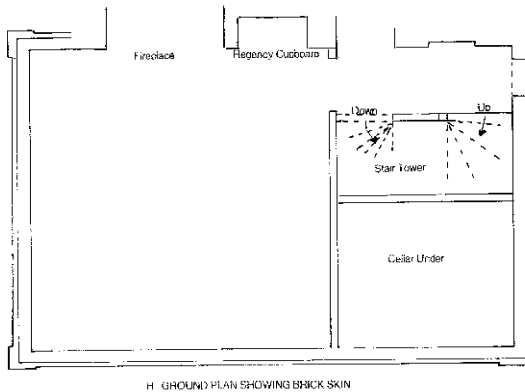 Fireplace
Regency Cupboard
Down
Up
Stair Tower
Cellar Under
H GROUND PLAN SHOWING BRICK SKIN